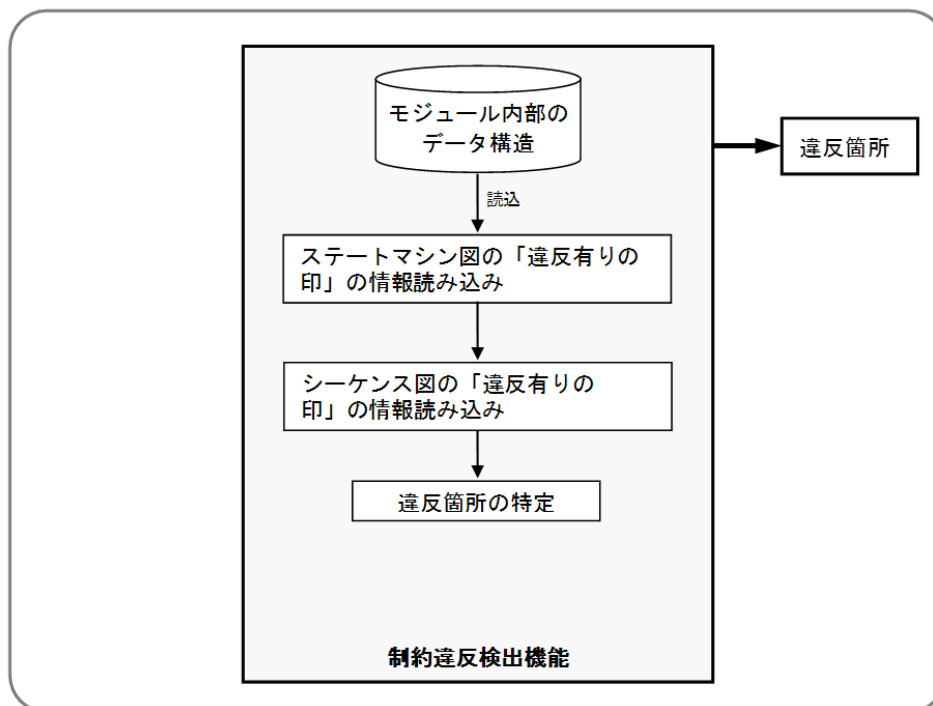 モジュール内部の
データ構造
違反箇所
読込
ステートマシン図の「違反有りの
印」の情報読み込み
シーケンス図の「違反有りの
印」の情報読み込み
違反箇所の特定
制約違反検出機能